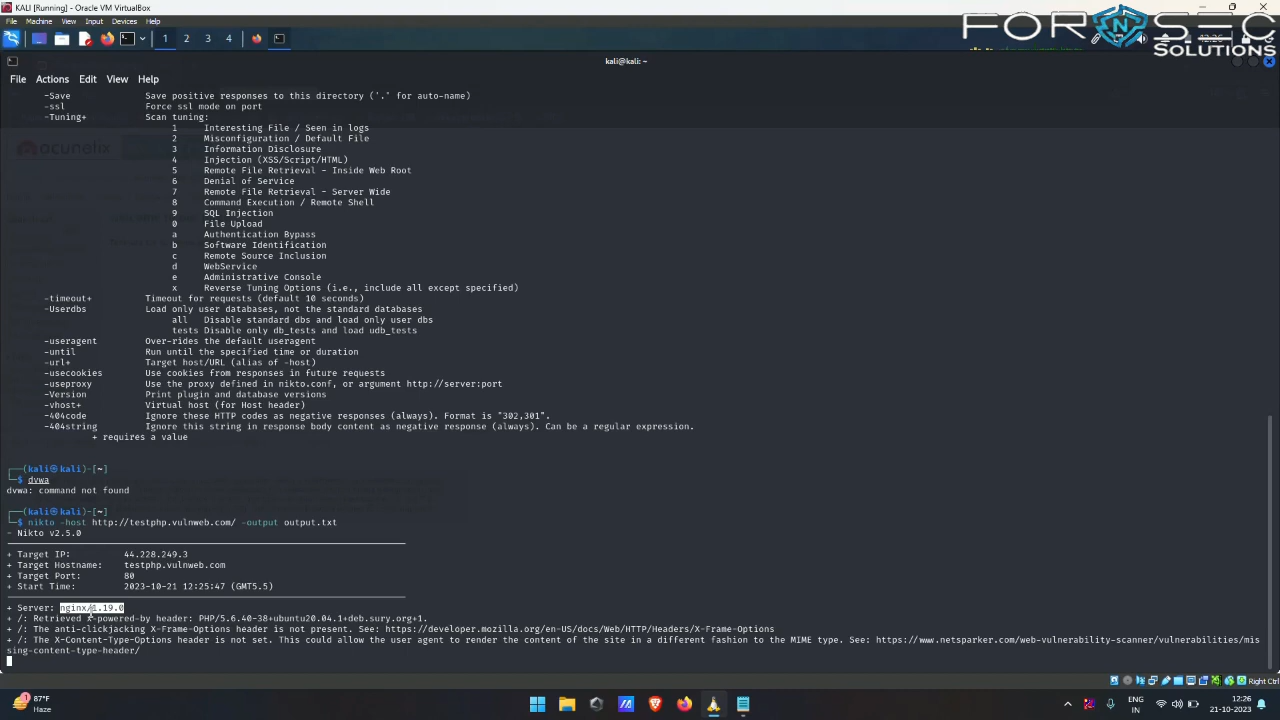 KALI [Running] - Oracle VM VirtualBox
File Machine View Input Devices Help
FORNSEC
SOLUTIONS
1 2 3 4
12:26
kali@kali: ~
File Actions Edit View Help
-Save Save positive responses to this directory ('.' for auto-name)
-ssl Force ssl mode on port
-Tuning+ Scan tuning:
1 Interesting File / Seen in logs
2 Misconfiguration / Default File
3 Information Disclosure
4 Injection (XSS/Script/HTML)
5 Remote File Retrieval - Inside Web Root
6 Denial of Service
7 Remote File Retrieval - Server Wide
8 Command Execution / Remote Shell
9 SQL Injection
0 File Upload
a Authentication Bypass
b Software Identification
c Remote Source Inclusion
d WebService
e Administrative Console
x Reverse Tuning Options (i.e., include all except specified)
-timeout+ Timeout for requests (default 10 seconds)
-Userdbs Load only user databases, not the standard databases
all Disable standard dbs and load only user dbs
tests Disable only db_tests and load udb_tests
-useragent Over-rides the default useragent
-until Run until the specified time or duration
-url+ Target host/URL (alias of -host)
-usecookies Use cookies from responses in future requests
-useproxy Use the proxy defined in nikto.conf, or argument http://server:port
-Version Print plugin and database versions
-vhost+ Virtual host (for Host header)
-404code Ignore these HTTP codes as negative responses (always). Format is "302,301".
-404string Ignore this string in response body content as negative response (always). Can be a regular expression.
+ requires a value
┌──(kali㉿kali)-[~]
└─$ dvwa
dvwa: command not found
┌──(kali㉿kali)-[~]
└─$ nikto -host http://testphp.vulnweb.com/ -output output.txt
- Nikto v2.5.0
+ Target IP: 44.228.249.3
+ Target Hostname: testphp.vulnweb.com
+ Target Port: 80
+ Start Time: 2023-10-21 12:25:47 (GMT5.5)
+ Server: nginx/1.19.0
+ /: Retrieved x-powered-by header: PHP/5.6.40-38+ubuntu20.04.1+deb.sury.org+1.
+ /: The anti-clickjacking X-Frame-Options header is not present. See: https://developer.mozilla.org/en-US/docs/Web/HTTP/Headers/X-Frame-Options
+ /: The X-Content-Type-Options header is not set. This could allow the user agent to render the content of the site in a different fashion to the MIME type. See: https://www.netsparker.com/web-vulnerability-scanner/vulnerabilities/mis
sing-content-type-header/
Right Ctrl
87°F
Haze
ENG
IN
12:26
21-10-2023